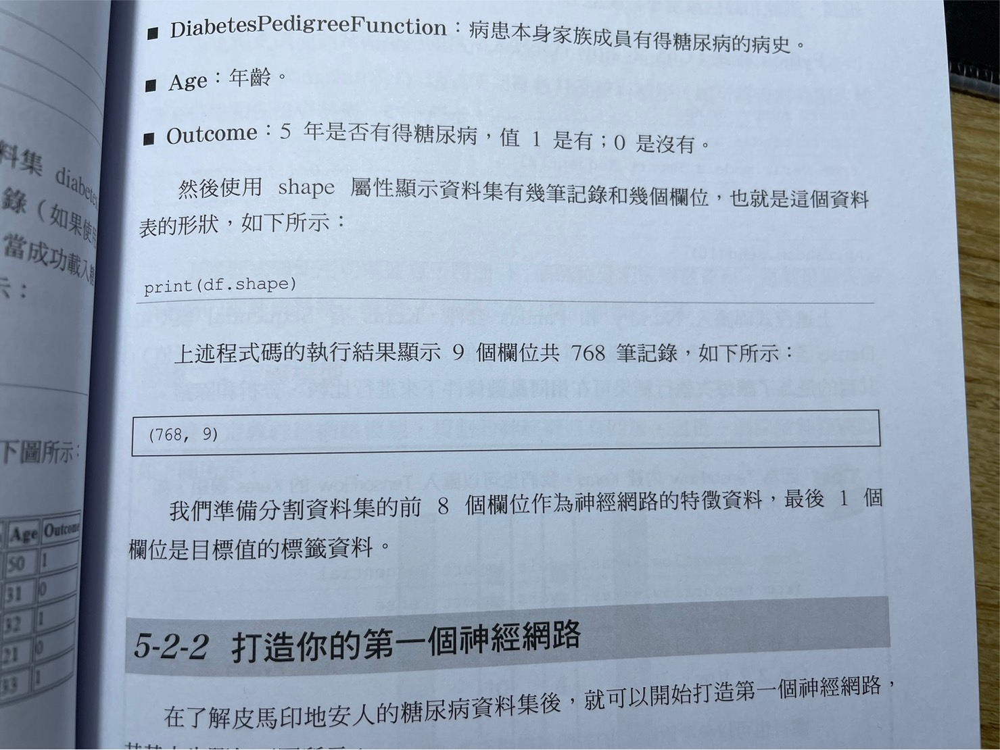 料集 diabetes
錄（如果使用
當成功載入糖
示：
下圖所示：
Age Outcome
50 1
31 0
32 1
21 0
33 1
■ DiabetesPedigreeFunction：病患本身家族成員有得糖尿病的病史。
■ Age：年齡。
■ Outcome：5 年是否有得糖尿病，值 1 是有；0 是沒有。
然後使用 shape 屬性顯示資料集有幾筆記錄和幾個欄位，也就是這個資料
表的形狀，如下所示：
print(df.shape)
上述程式碼的執行結果顯示 9 個欄位共 768 筆記錄，如下所示：
(768, 9)
我們準備分割資料集的前 8 個欄位作為神經網路的特徵資料，最後 1 個
欄位是目標值的標籤資料。
5-2-2 打造你的第一個神經網路
在了解皮馬印地安人的糖尿病資料集後，就可以開始打造第一個神經網路，